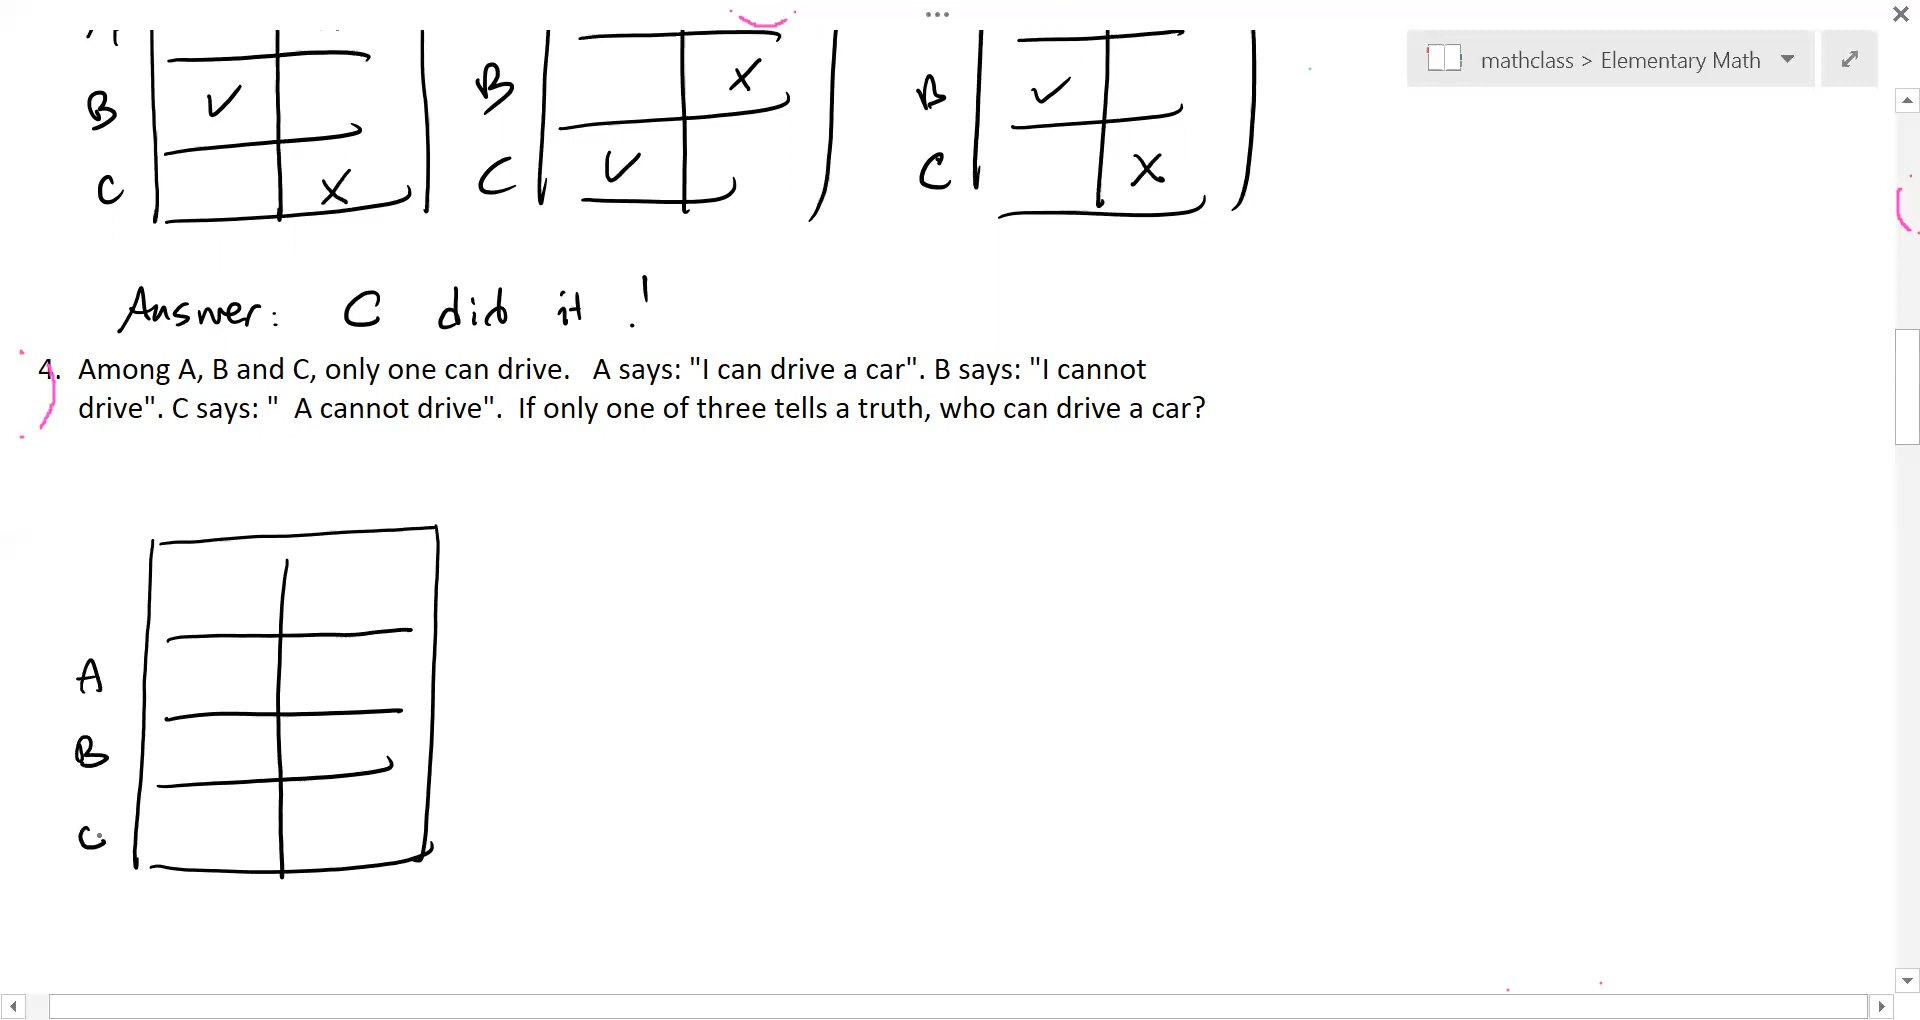 mathclass > Elementary Math
B ✓ B X B ✓
C X C ✓ C X
Answer: C did it !
4. Among A, B and C, only one can drive. A says: "I can drive a car". B says: "I cannot
drive". C says: " A cannot drive". If only one of three tells a truth, who can drive a car?
A
B
C